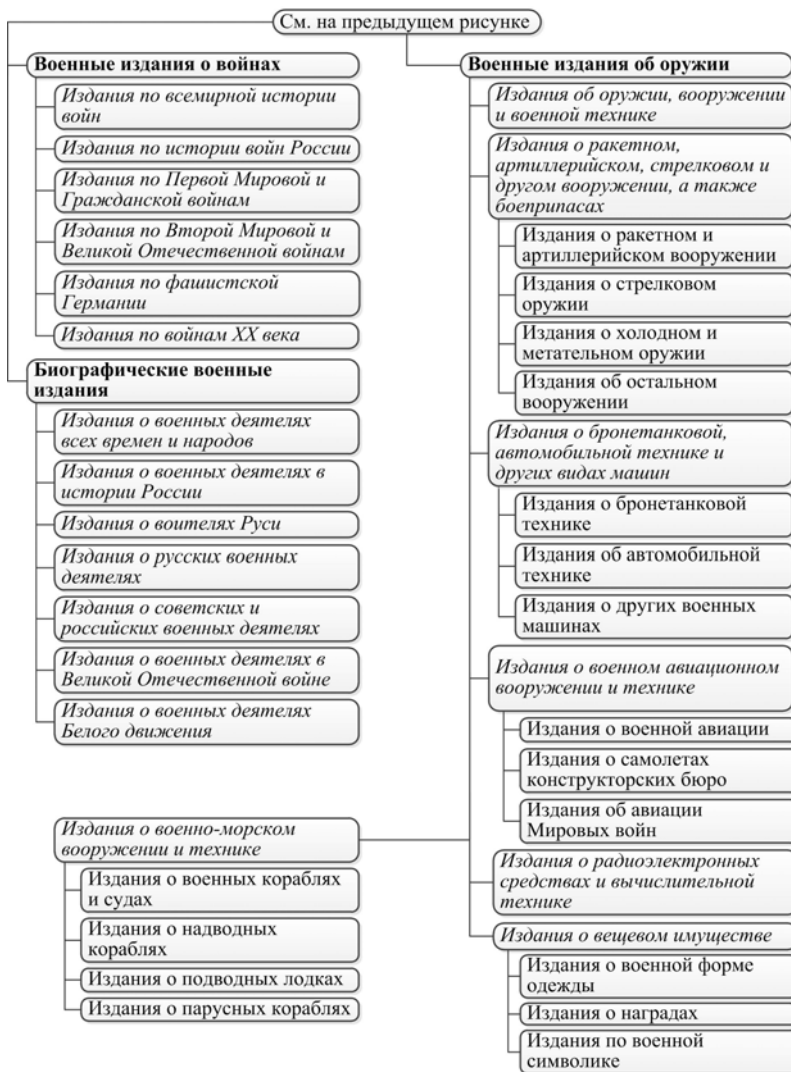 См. на предыдущем рисунке
Военные издания о войнах
Издания по всемирной истории
войн
Издания по истории войн России
Издания по Первой Мировой и
Гражданской войнам
Издания по Второй Мировой и
Великой Отечественной войнам
Издания по фашистской
Германии
Издания по войнам XX века
Биографические военные
издания
Издания о военных деятелях
всех времен и народов
Издания о военных деятелях в
истории России
Издания о воителях Руси
Издания о русских военных
деятелях
Издания о советских и
российских военных деятелях
Издания о военных деятелях в
Великой Отечественной войне
Издания о военных деятелях
Белого движения
Военные издания об оружии
Издания об оружии, вооружении
и военной технике
Издания о ракетном,
артиллерийском, стрелковом и
другом вооружении, а также
боеприпасах
Издания о ракетном и
артиллерийском вооружении
Издания о стрелковом
оружии
Издания о холодном и
метательном оружии
Издания об остальном
вооружении
Издания о бронетанковой,
автомобильной технике и
других видах машин
Издания о бронетанковой
технике
Издания об автомобильной
технике
Издания о других военных
машинах
Издания о военном авиационном
вооружении и технике
Издания о военной авиации
Издания о самолетах
конструкторских бюро
Издания об авиации
Мировых войн
Издания о военно-морском
вооружении и технике
Издания о военных кораблях
и судах
Издания о надводных
кораблях
Издания о подводных лодках
Издания о парусных кораблях
Издания о радиоэлектронных
средствах и вычислительной
технике
Издания о вещевом имуществе
Издания о военной форме
одежды
Издания о наградах
Издания по военной
символике